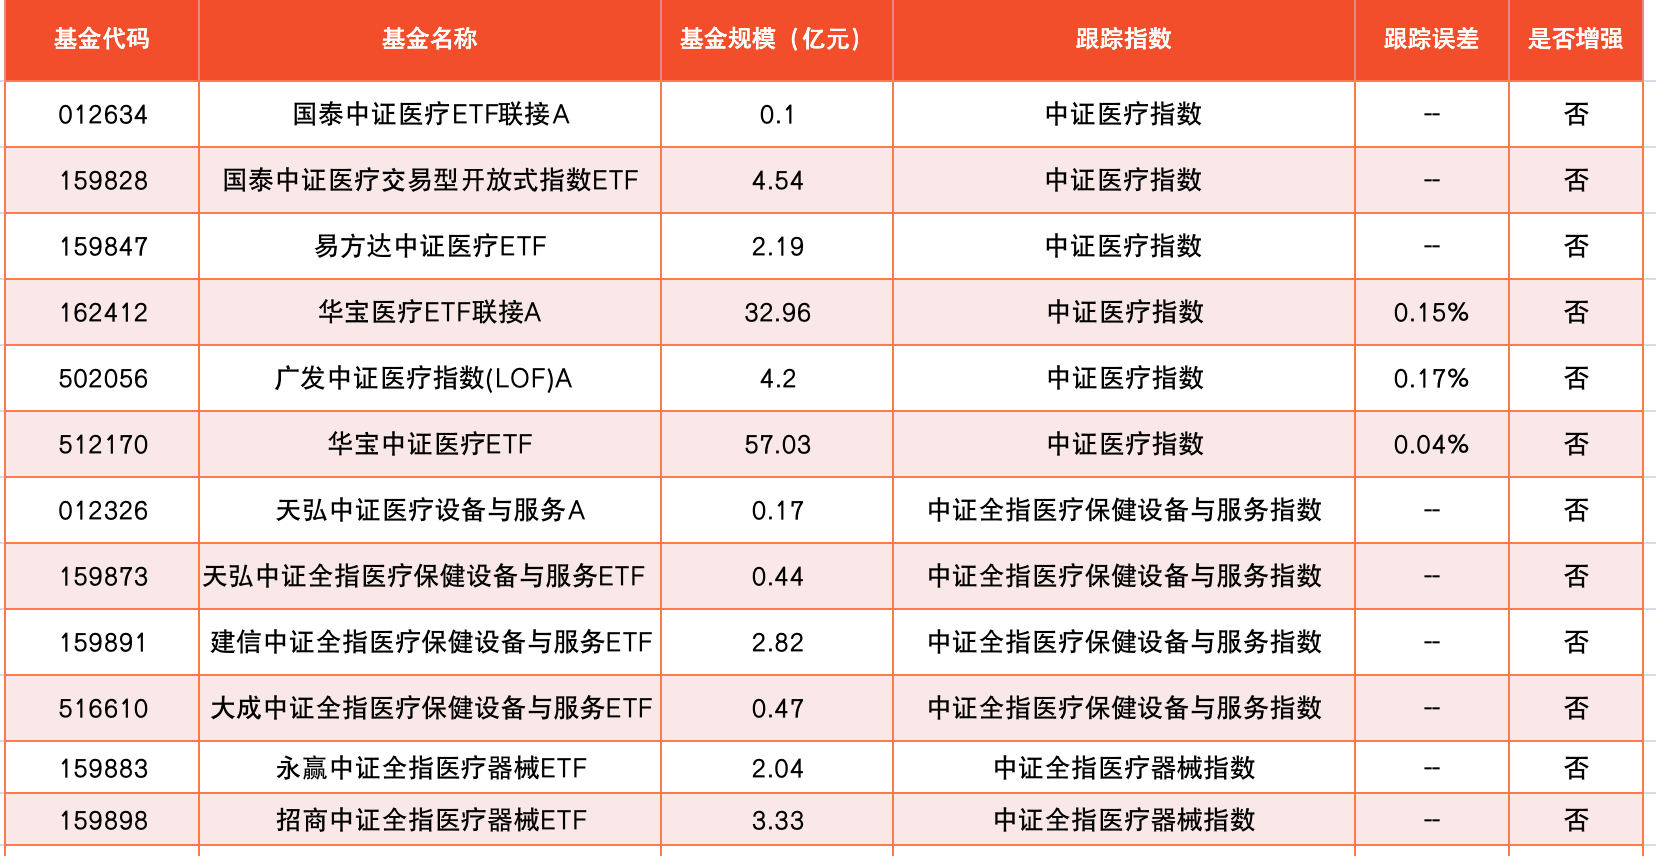 基金代码 基金名称 基金规模（亿元） 跟踪指数 跟踪误差 是否增强
012634 国泰中证医疗ETF联接A 0.1 中证医疗指数 -- 否
159828 国泰中证医疗交易型开放式指数ETF 4.54 中证医疗指数 -- 否
159847 易方达中证医疗ETF 2.19 中证医疗指数 -- 否
162412 华宝医疗ETF联接A 32.96 中证医疗指数 0.15% 否
502056 广发中证医疗指数(LOF)A 4.2 中证医疗指数 0.17% 否
512170 华宝中证医疗ETF 57.03 中证医疗指数 0.04% 否
012326 天弘中证医疗设备与服务A 0.17 中证全指医疗保健设备与服务指数 -- 否
159873 天弘中证全指医疗保健设备与服务ETF 0.44 中证全指医疗保健设备与服务指数 -- 否
159891 建信中证全指医疗保健设备与服务ETF 2.82 中证全指医疗保健设备与服务指数 -- 否
516610 大成中证全指医疗保健设备与服务ETF 0.47 中证全指医疗保健设备与服务指数 -- 否
159883 永赢中证全指医疗器械ETF 2.04 中证全指医疗器械指数 -- 否
159898 招商中证全指医疗器械ETF 3.33 中证全指医疗器械指数 -- 否